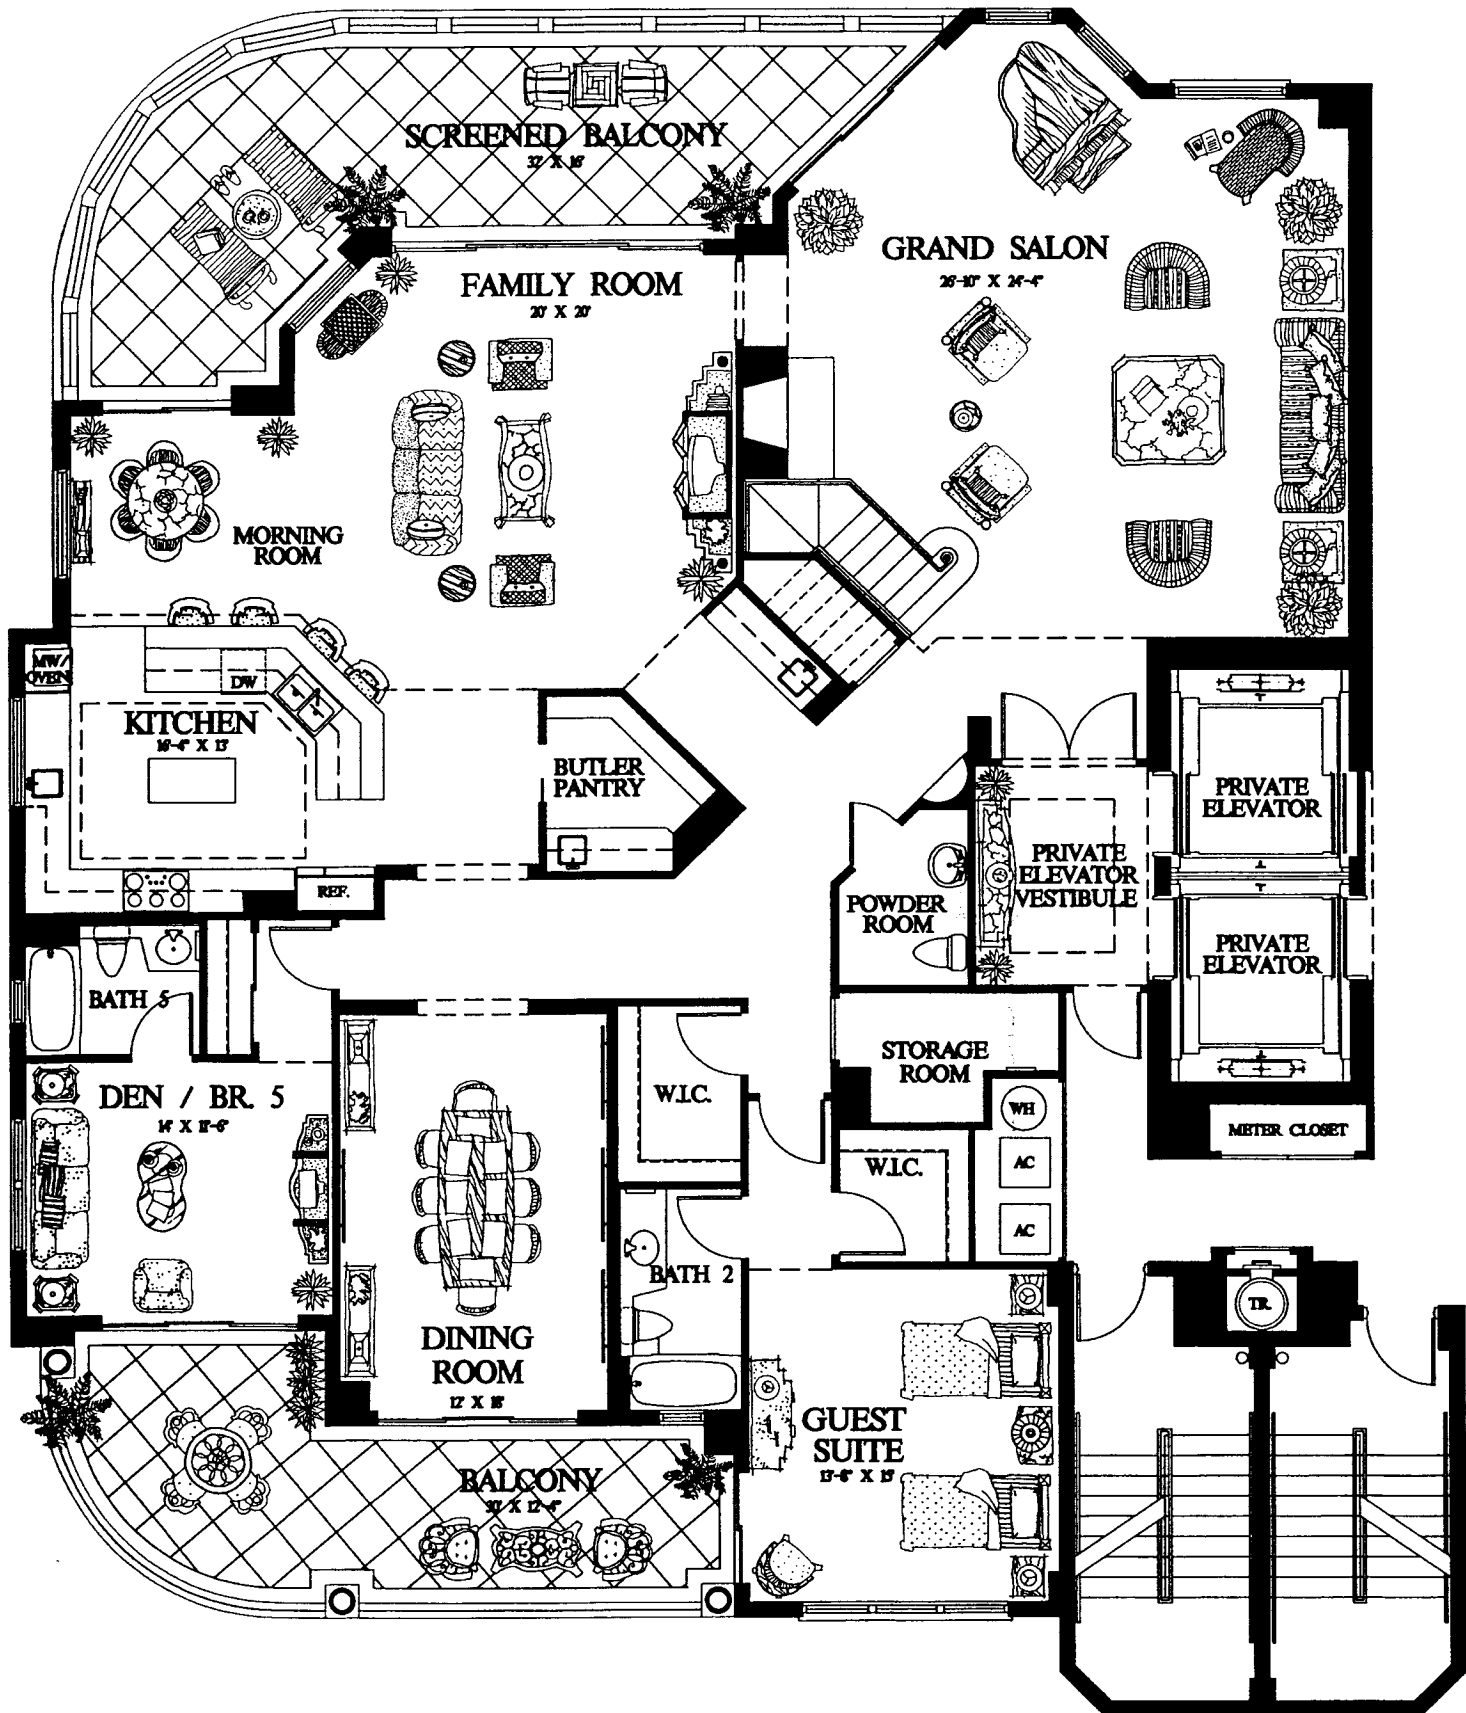 SCREENED BALCONY
32' X 16'
GRAND SALON
26'-10" X 24'-4"
FAMILY ROOM
20' X 20'
MORNING
ROOM
MW/
OVEN
DW
KITCHEN
16'-4" X 13'
BUTLER
PANTRY
PRIVATE
ELEVATOR
PRIVATE
ELEVATOR
VESTIBULE
REF.
POWDER
ROOM
PRIVATE
ELEVATOR
BATH 5
STORAGE
ROOM
DEN / BR. 5
14' X 11'-6"
W.I.C.
WH
METER CLOSET
W.I.C.
AC
AC
BATH 2
T.R.
DINING
ROOM
12' X 18'
GUEST
SUITE
13'-6" X 15'
BALCONY
30' X 12'-4"